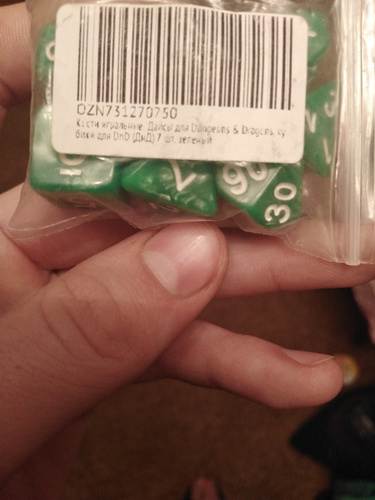 OZN731270750
Кости игральные. Дайсы для Dungeons & Dragons, ку
бики для DnD (ДнД) 7 шт, зеленый
90
30